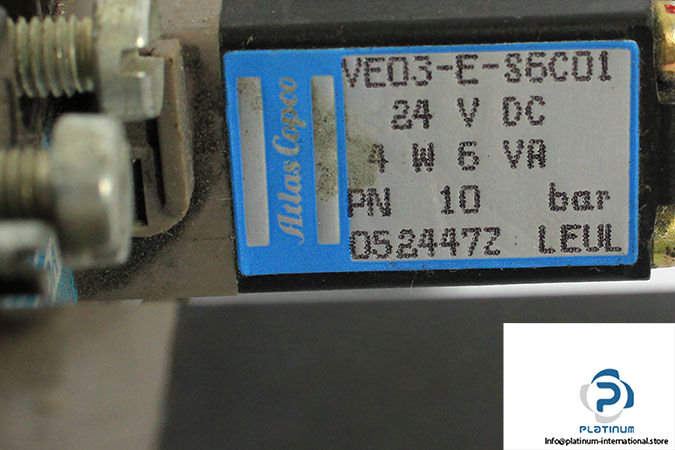 Atlas Copco
VE03-E-S6C01
24 V DC
4 W 6 VA
PN 10 bar
0524472 LEUL
PLATINUM
Info@platinum-international.store